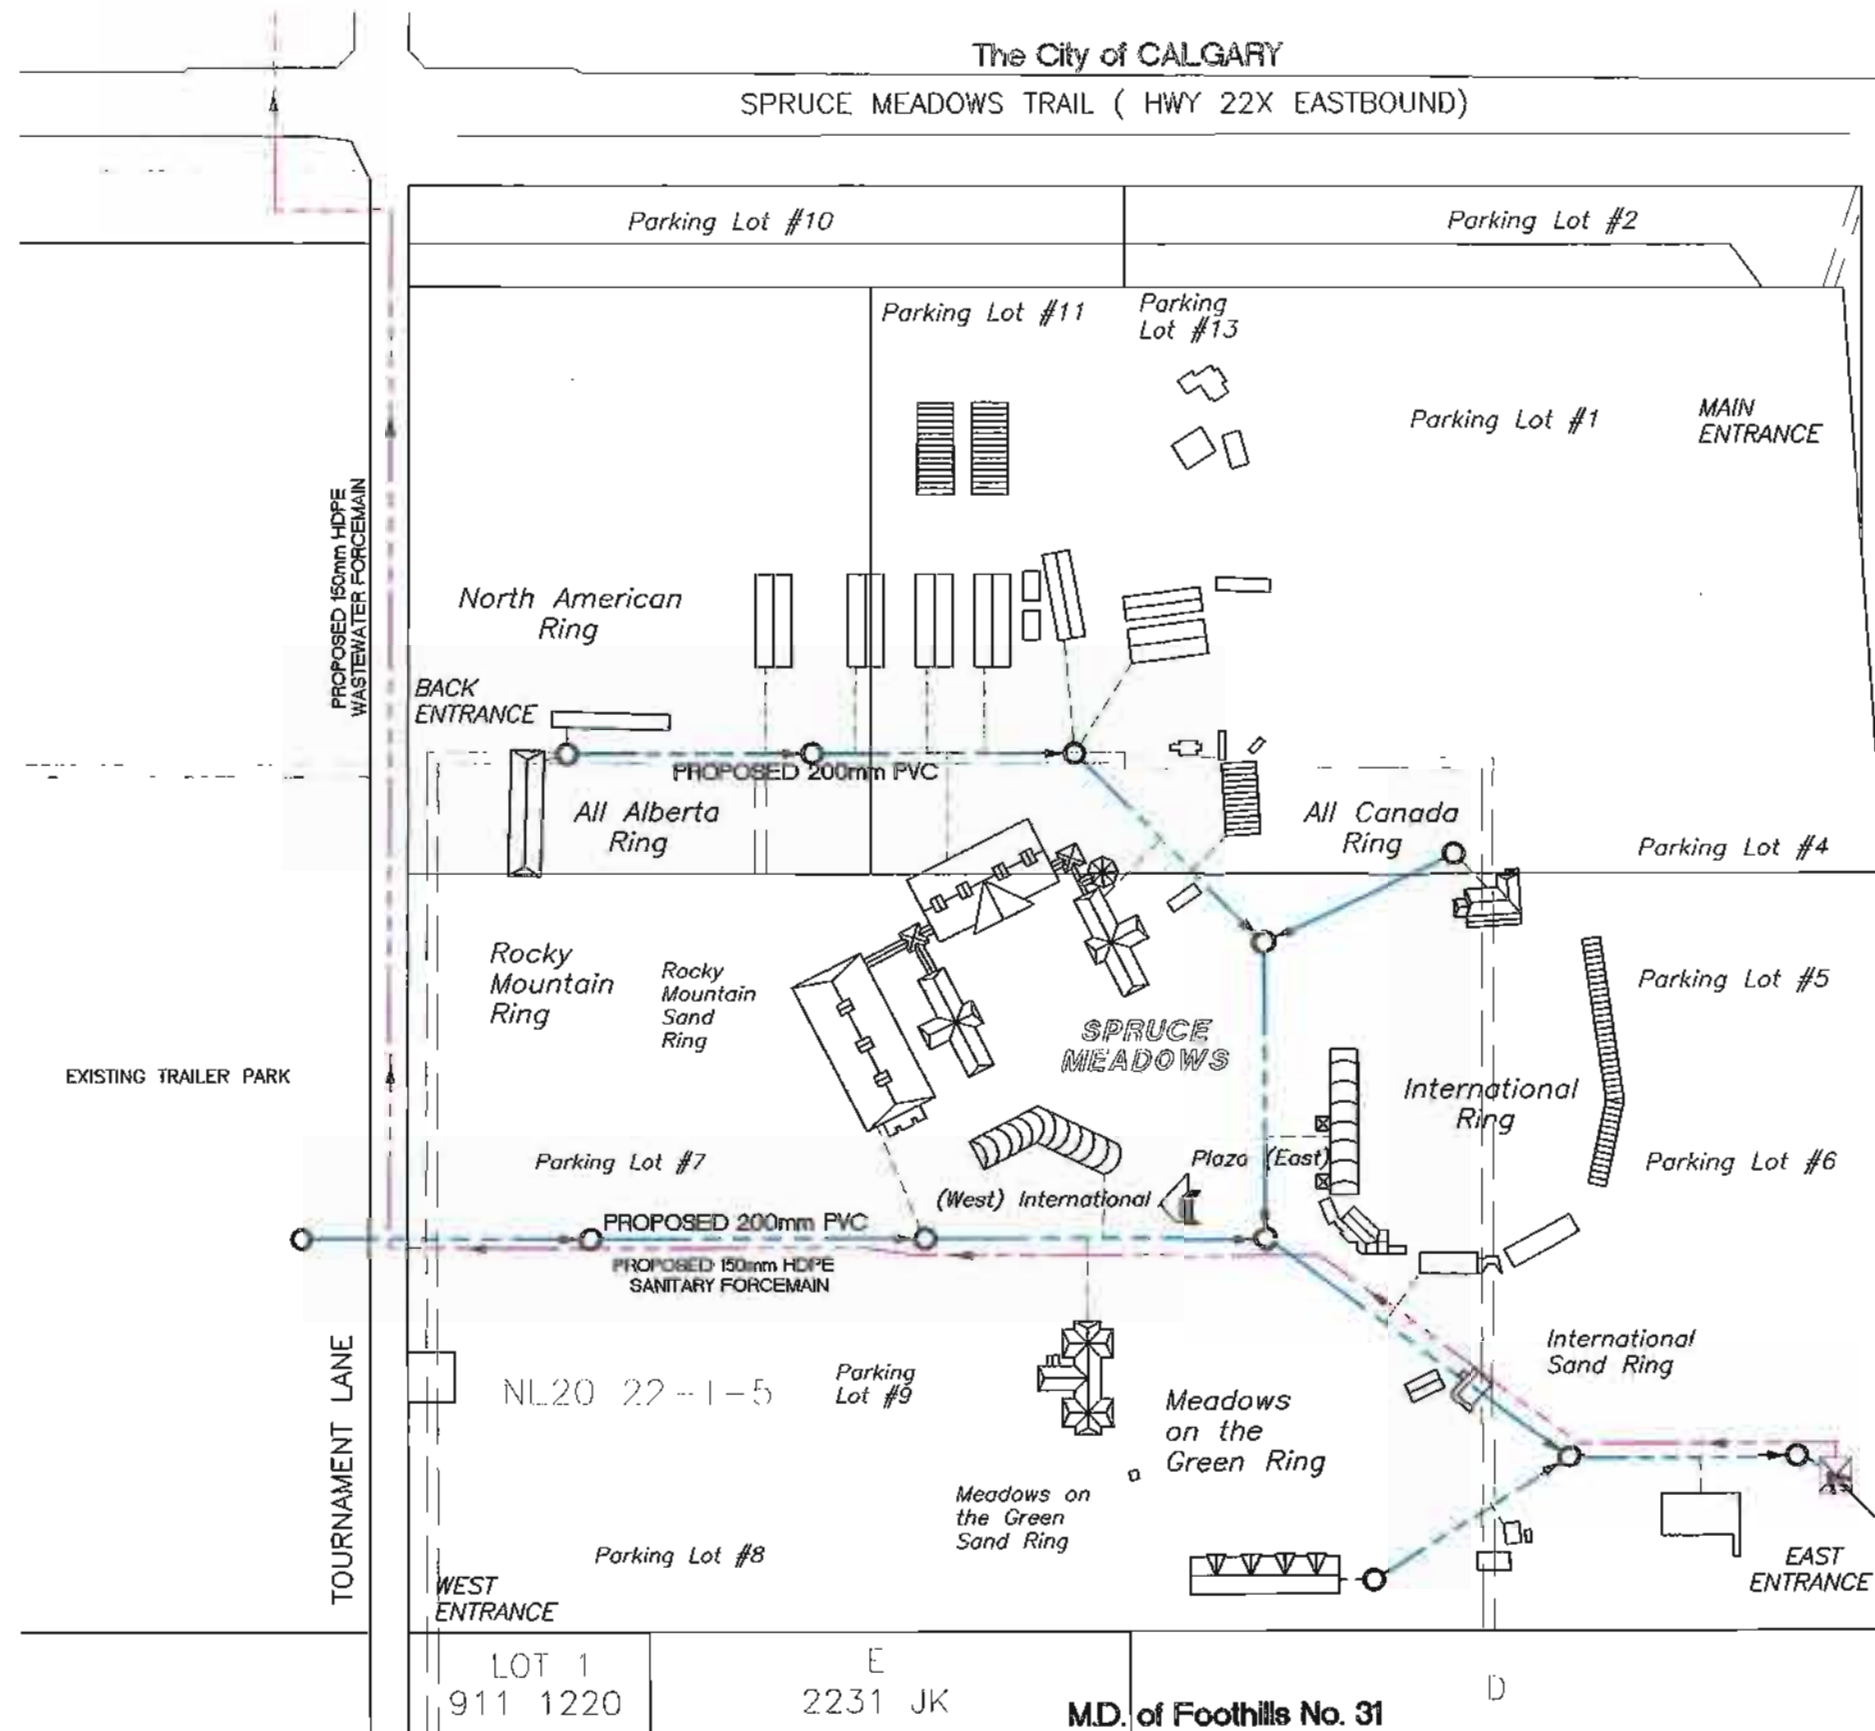 The City of CALGARY
SPRUCE MEADOWS TRAIL ( HWY 22X EASTBOUND)
Parking Lot #10
Parking Lot #2
Parking Lot #11
Parking
Lot #13
Parking Lot #1
MAIN
ENTRANCE
PROPOSED 150mm HDPE
WASTEWATER FORCEMAIN
North American
Ring
BACK
ENTRANCE
PROPOSED 200mm PVC
All Alberta
Ring
All Canada
Ring
Parking Lot #4
Rocky
Mountain
Ring
Rocky
Mountain
Sand
Ring
SPRUCE
MEADOWS
Parking Lot #5
EXISTING TRAILER PARK
International
Ring
Parking Lot #7
Plaza (East)
Parking Lot #6
(West) International
PROPOSED 200mm PVC
PROPOSED 150mm HDPE
SANITARY FORCEMAIN
TOURNAMENT LANE
NL20 22-1-5
Parking
Lot #9
International
Sand Ring
Meadows
on the
Green Ring
Meadows on
the Green
Sand Ring
Parking Lot #8
WEST
ENTRANCE
EAST
ENTRANCE
LOT 1
911 1220
E
2231 JK
D
M.D. of Foothills No. 31